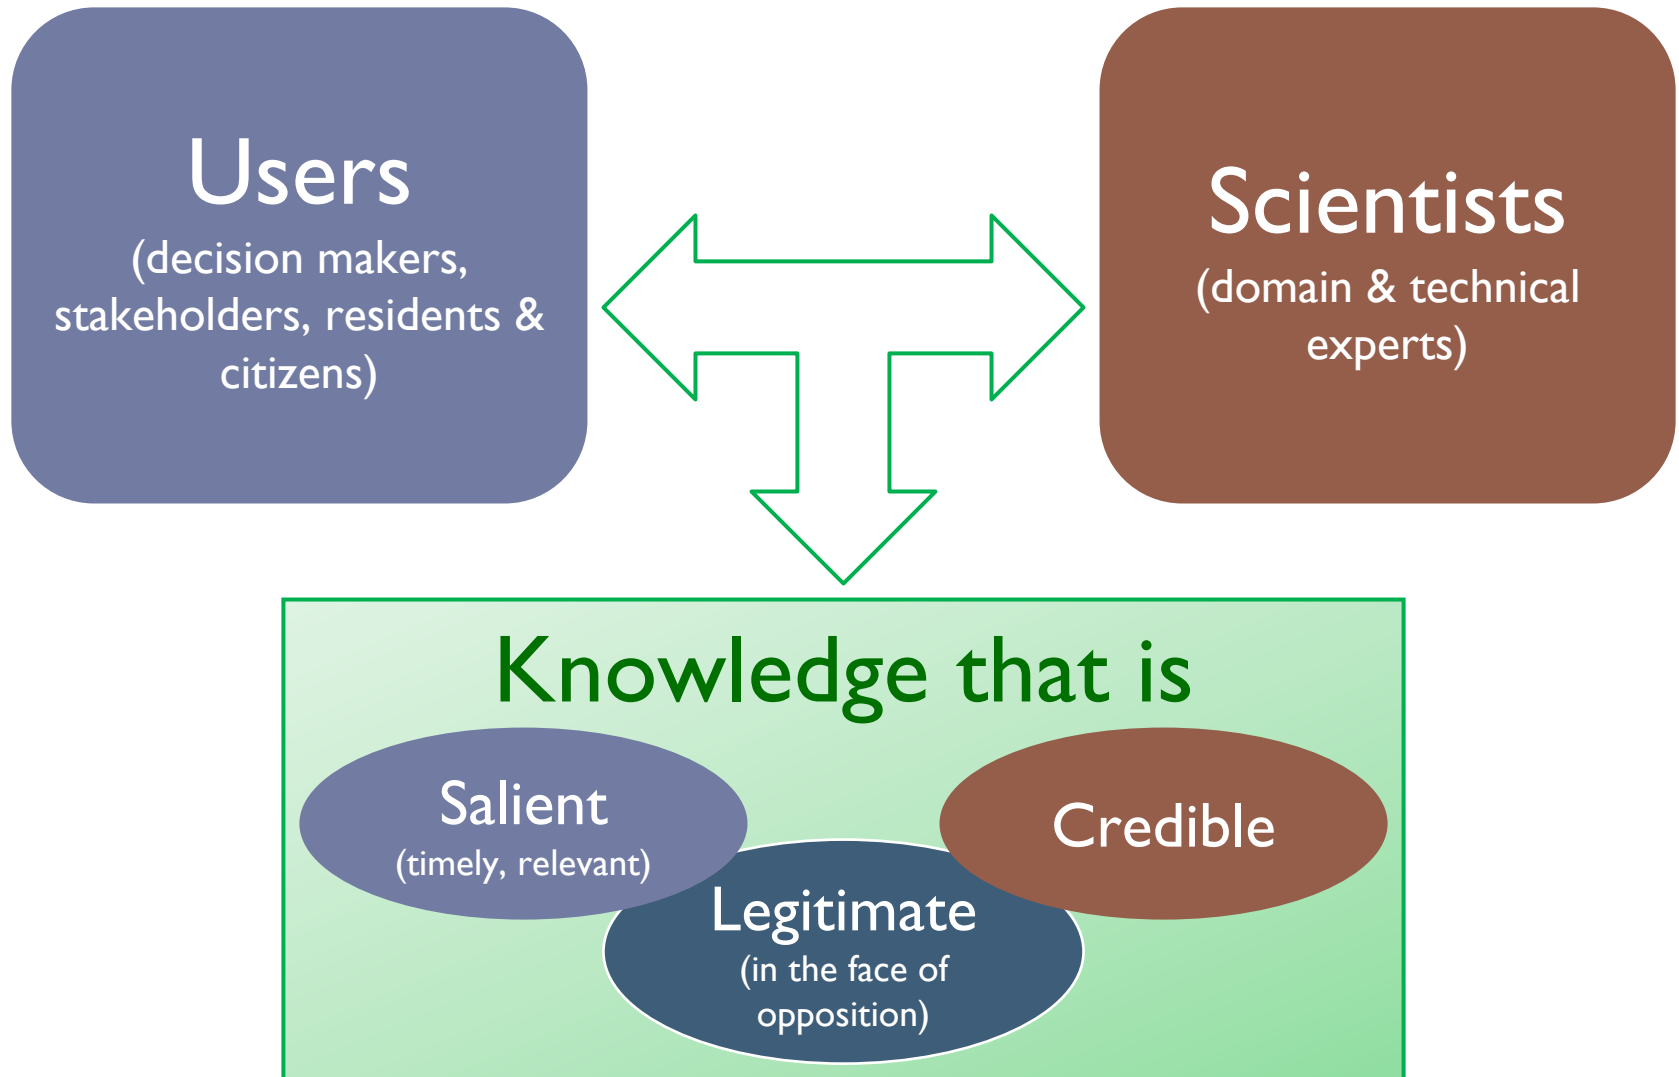 Users
(decision makers,
stakeholders, residents &
citizens)
Scientists
(domain & technical
experts)
Knowledge that is
Salient
(timely, relevant)
Credible
Legitimate
(in the face of
opposition)